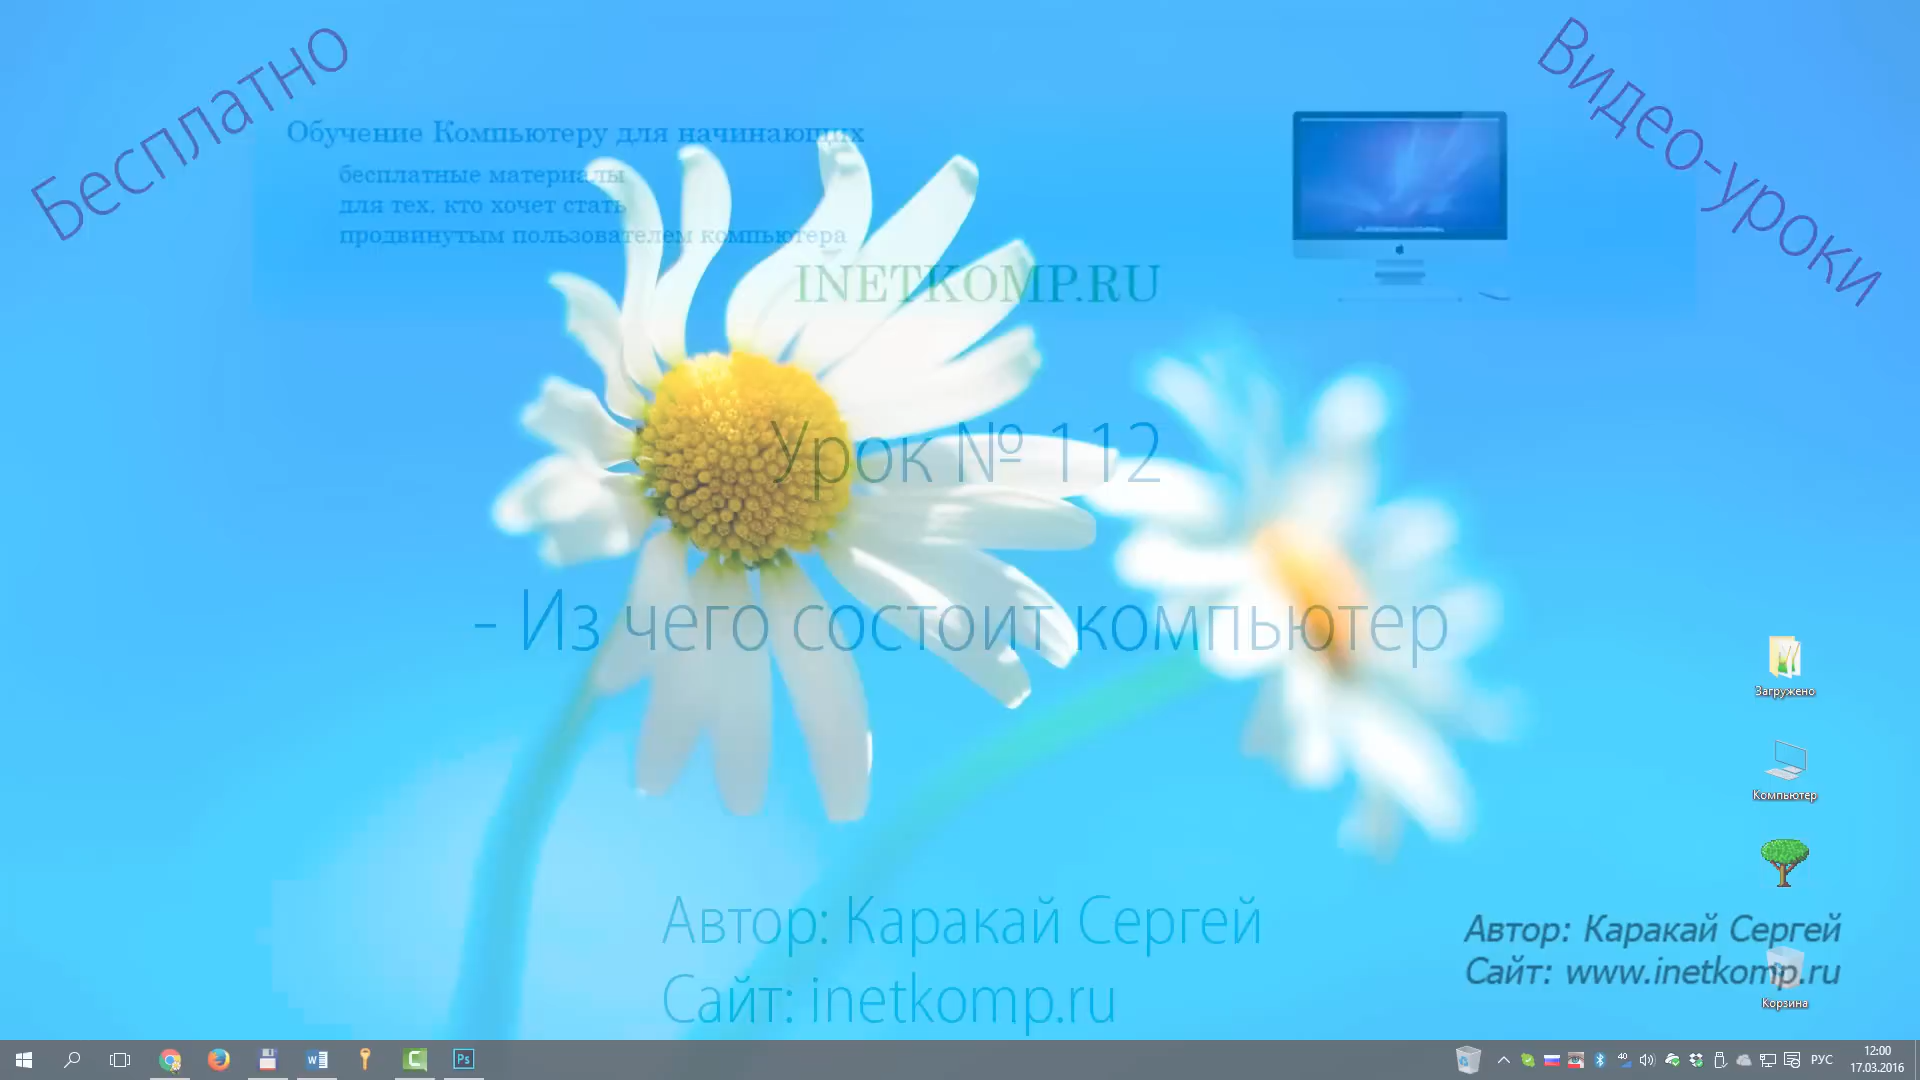 Бесплатно
Видео-уроки
Обучение Компьютеру для начинающих
бесплатные материалы
для тех, кто хочет стать
продвинутым пользователем компьютера
INETKOMP.RU
Урок № 112
- Из чего состоит компьютер
Загружено
Компьютер
Автор: Каракай Сергей
Сайт: inetkomp.ru
Автор: Каракай Сергей
Сайт: www.inetkomp.ru
Корзина
W
Ps
40
РУС
12:00
17.03.2016